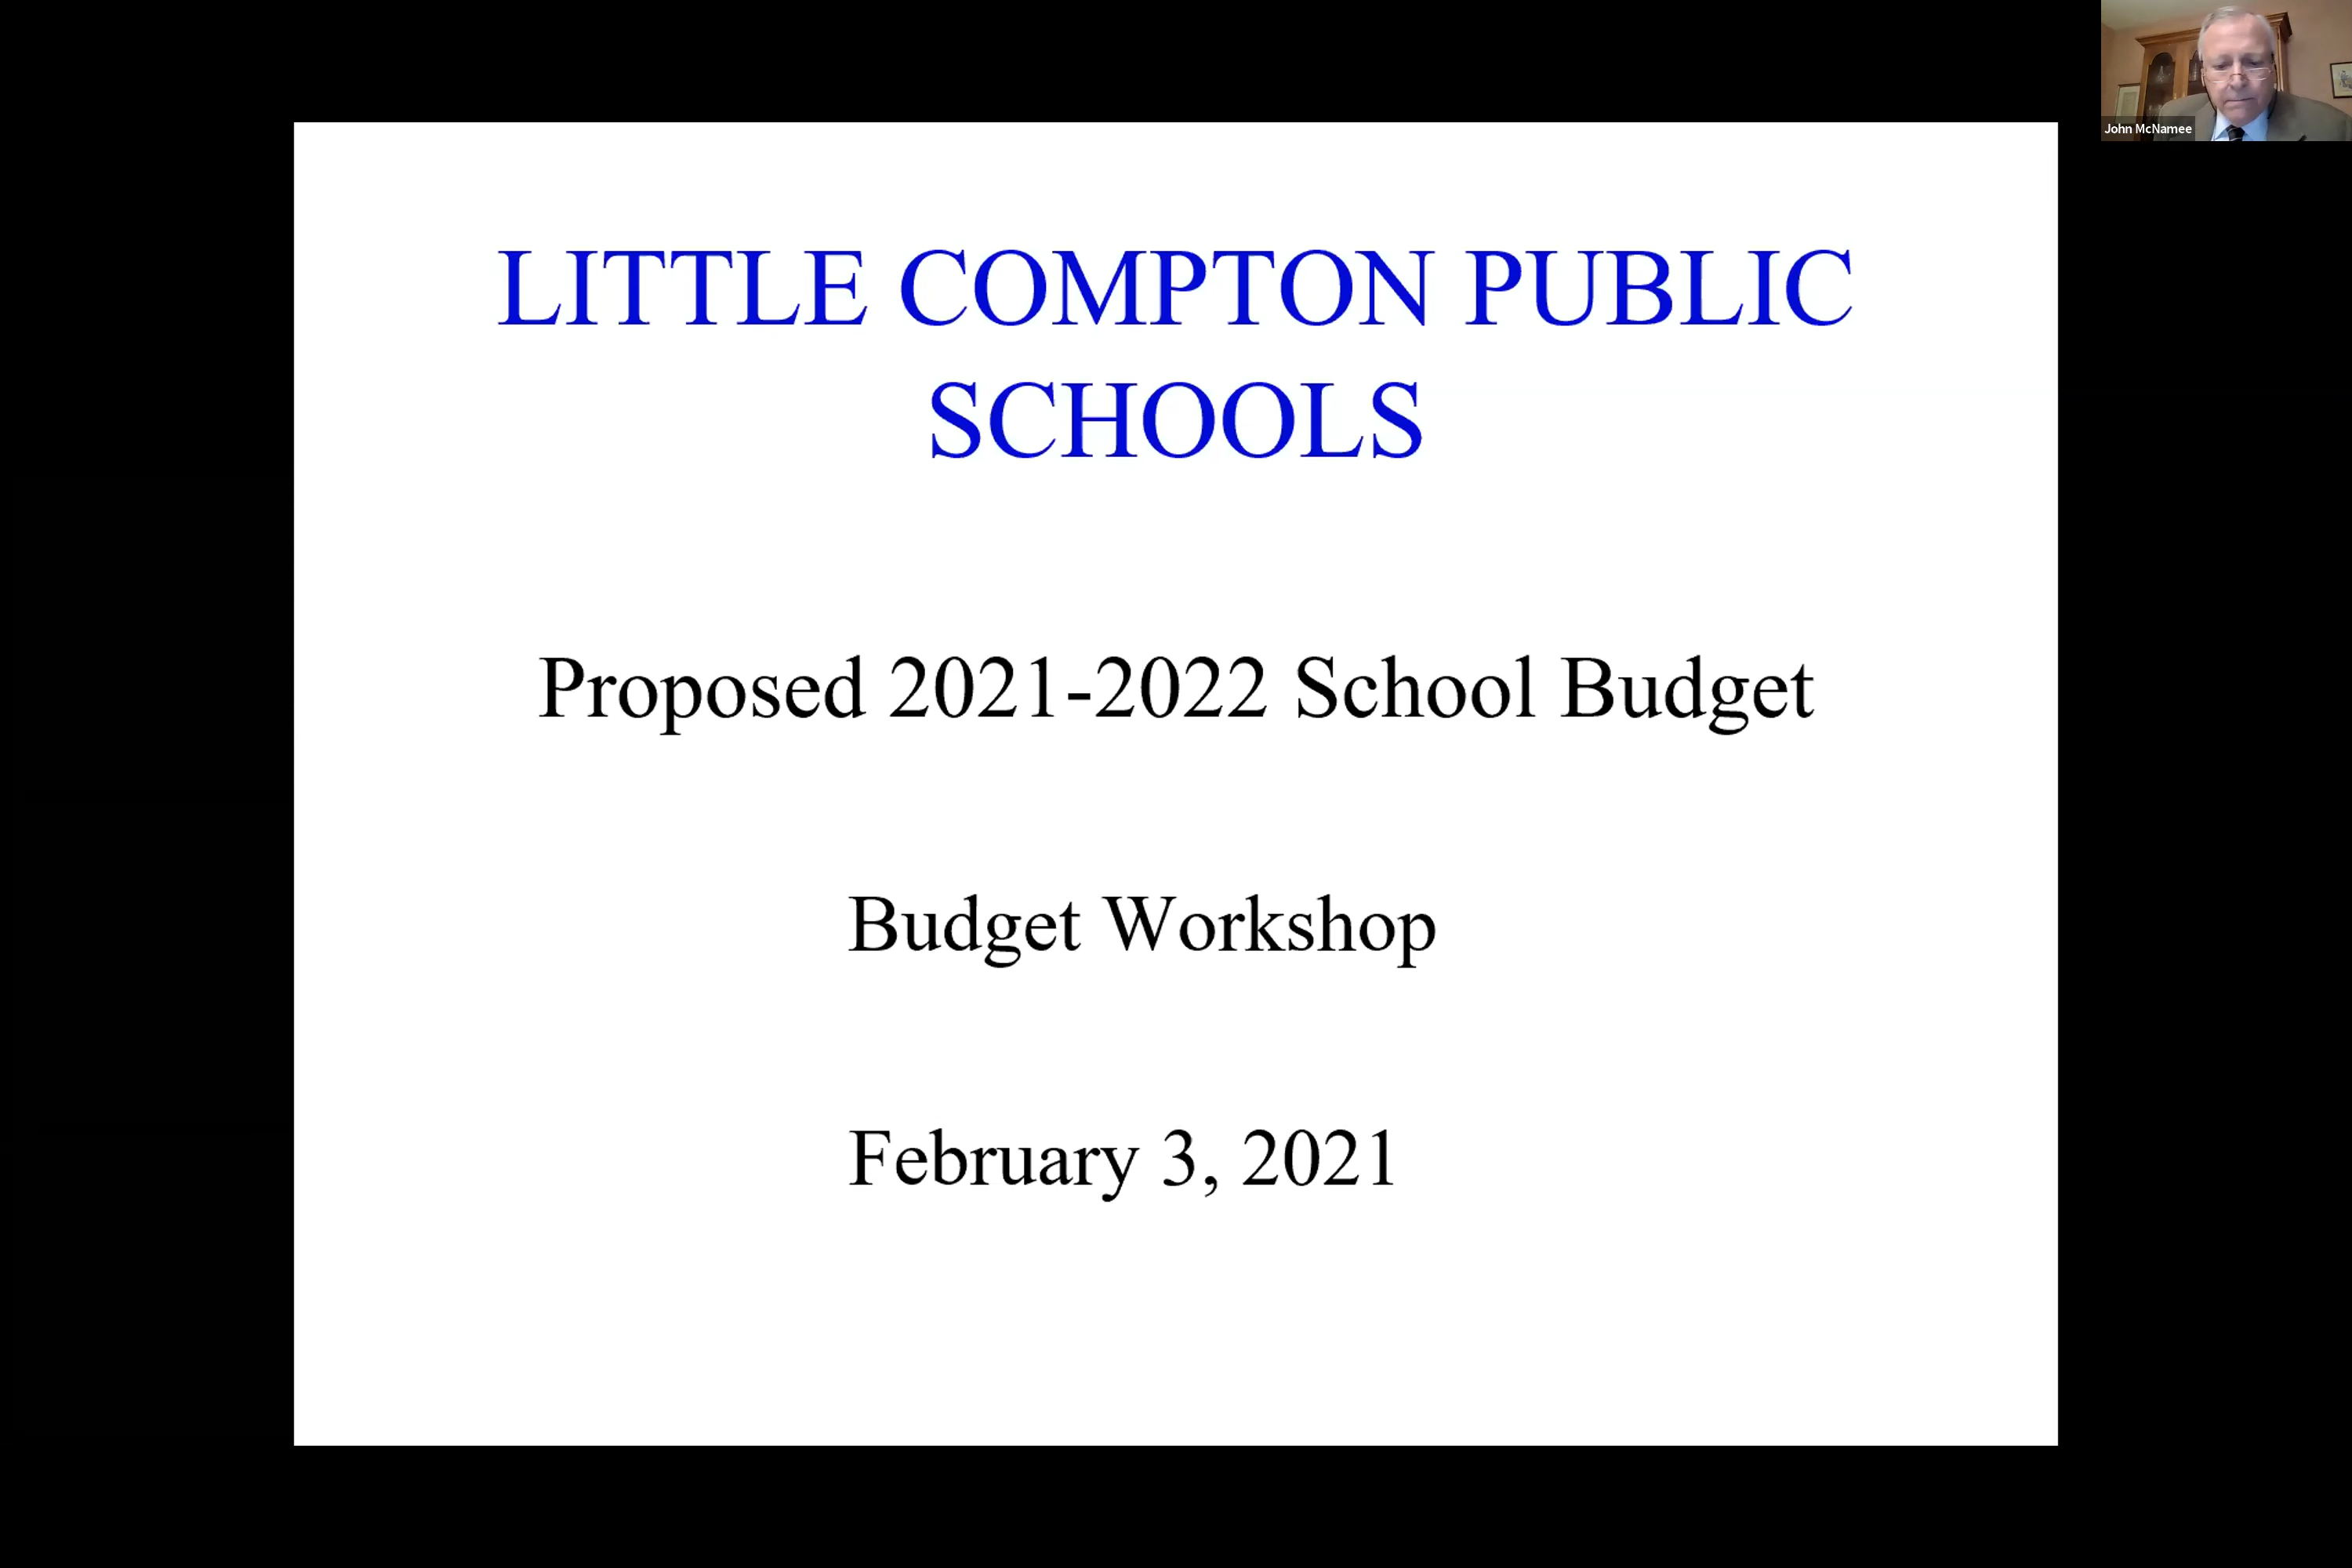 LITTLE COMPTON PUBLIC
SCHOOLS
Proposed 2021-2022 School Budget
Budget Workshop
February 3, 2021
John McNamee